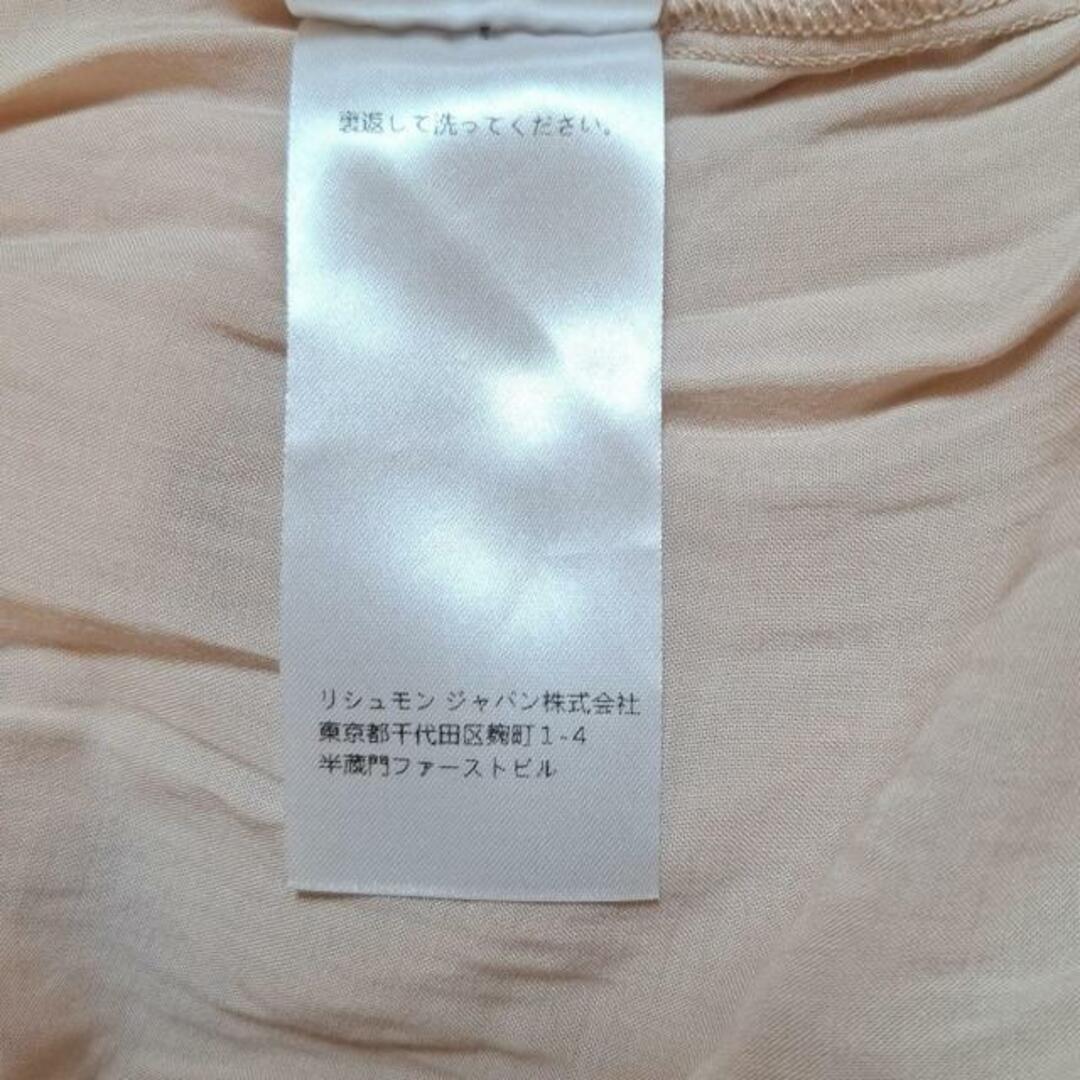 裏返して洗ってください。
リシュモン ジャパン株式会社
東京都千代田区麹町1-4
半蔵門ファーストビル